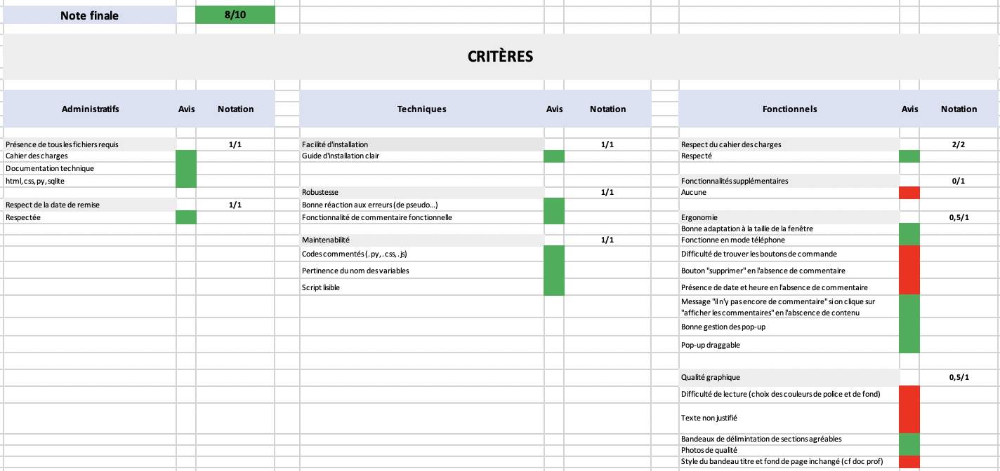 Note finale
8/10
CRITÈRES
Administratifs Avis Notation
Présence de tous les fichiers requis 1/1
Cahier des charges
Documentation technique
html, css, py, sqlite
Respect de la date de remise 1/1
Respectée
Techniques Avis Notation
Facilité d'installation 1/1
Guide d'installation clair
Robustesse 1/1
Bonne réaction aux erreurs (de pseudo...)
Fonctionnalité de commentaire fonctionnelle
Maintenabilité 1/1
Codes commentés (.py, .css, .js)
Pertinence du nom des variables
Script lisible
Fonctionnels Avis Notation
Respect du cahier des charges 2/2
Respecté
Fonctionnalités supplémentaires 0/1
Aucune
Ergonomie 0,5/1
Bonne adaptation à la taille de la fenêtre
Fonctionne en mode téléphone
Difficulté de trouver les boutons de commande
Bouton "supprimer" en l'absence de commentaire
Présence de date et heure en l'absence de commentaire
Message "il n'y pas encore de commentaire" si on clique sur
"afficher les commentaires" en l'abscence de contenu
Bonne gestion des pop-up
Pop-up draggable
Qualité graphique 0,5/1
Difficulté de lecture (choix des couleurs de police et de fond)
Texte non justifié
Bandeaux de délimintation de sections agréables
Photos de qualité
Style du bandeau titre et fond de page inchangé (cf doc prof)